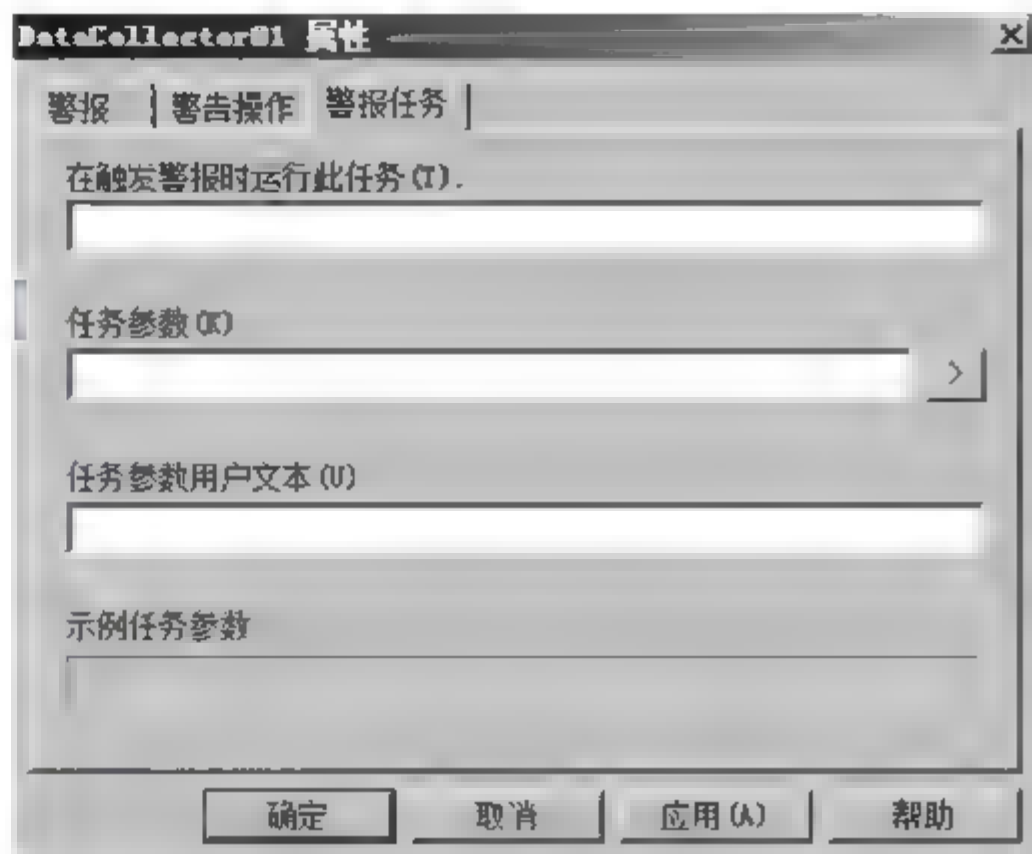 DataCollector01 属性
警报 警告操作 警报任务
在触发警报时运行此任务(T).
任务参数(K)
>
任务参数用户文本(U)
示例任务参数
确定 取消 应用(A) 帮助